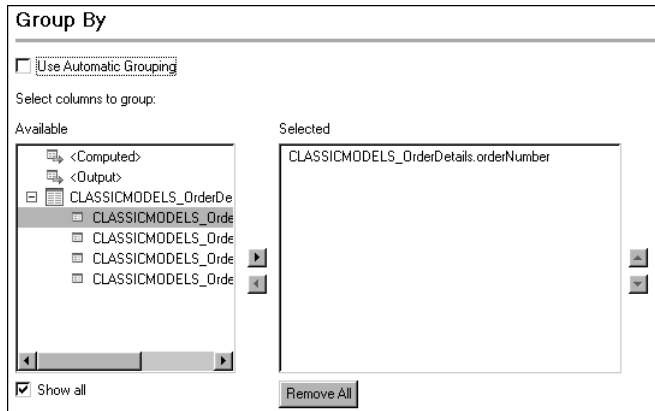 Group By
Use Automatic Grouping
Select columns to group:
Available
Selected
<Computed>
<Output>
CLASSICMODELS_OrderDe
CLASSICMODELS_Orde
CLASSICMODELS_Orde
CLASSICMODELS_Orde
CLASSICMODELS_Orde
CLASSICMODELS_OrderDetails.orderNumber
Show all
Remove All